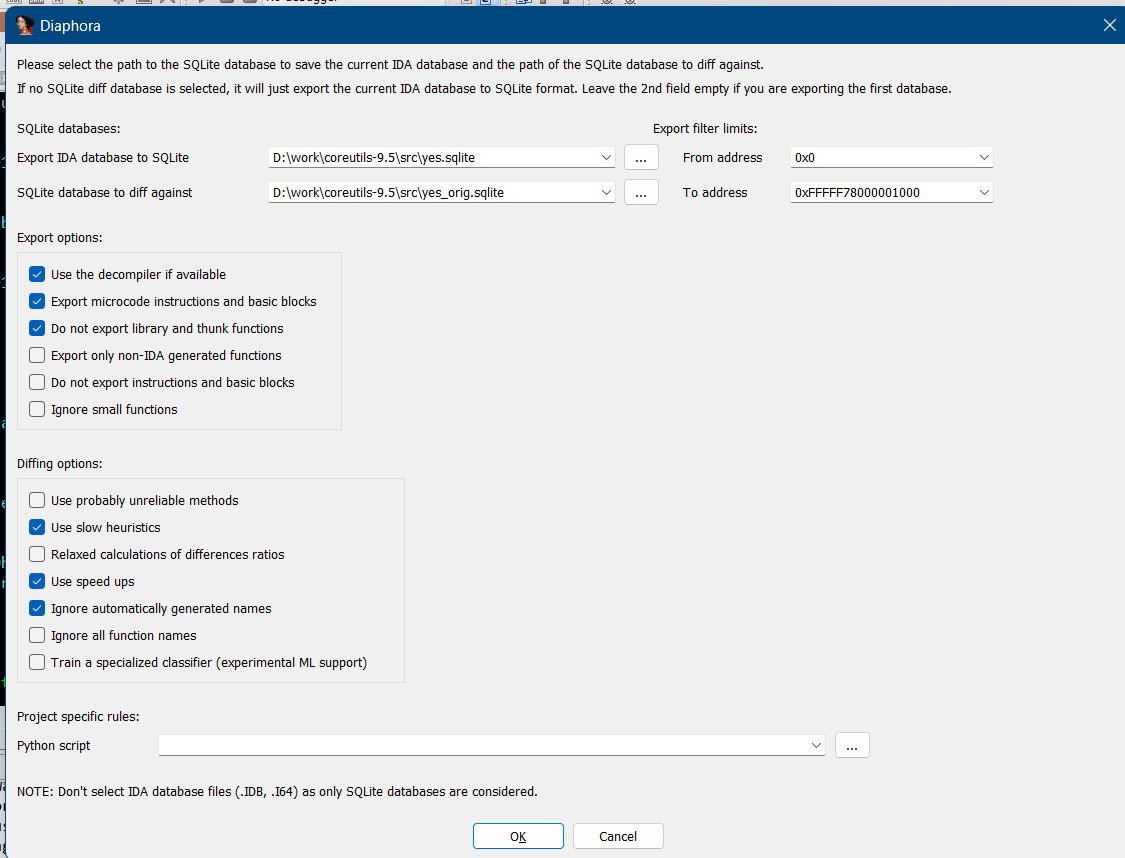 Diaphora
Please select the path to the SQLite database to save the current IDA database and the path of the SQLite database to diff against.
If no SQLite diff database is selected, it will just export the current IDA database to SQLite format. Leave the 2nd field empty if you are exporting the first database.
SQLite databases:
Export filter limits:
Export IDA database to SQLite
D:\work\coreutils-9.5\src\yes.sqlite
...
From address
0x0
SQLite database to diff against
D:\work\coreutils-9.5\src\yes_orig.sqlite
...
To address
0xFFFFF78000001000
Export options:
Use the decompiler if available
Export microcode instructions and basic blocks
Do not export library and thunk functions
Export only non-IDA generated functions
Do not export instructions and basic blocks
Ignore small functions
Diffing options:
Use probably unreliable methods
Use slow heuristics
Relaxed calculations of differences ratios
Use speed ups
Ignore automatically generated names
Ignore all function names
Train a specialized classifier (experimental ML support)
Project specific rules:
Python script
...
NOTE: Don't select IDA database files (.IDB, .I64) as only SQLite databases are considered.
OK
Cancel